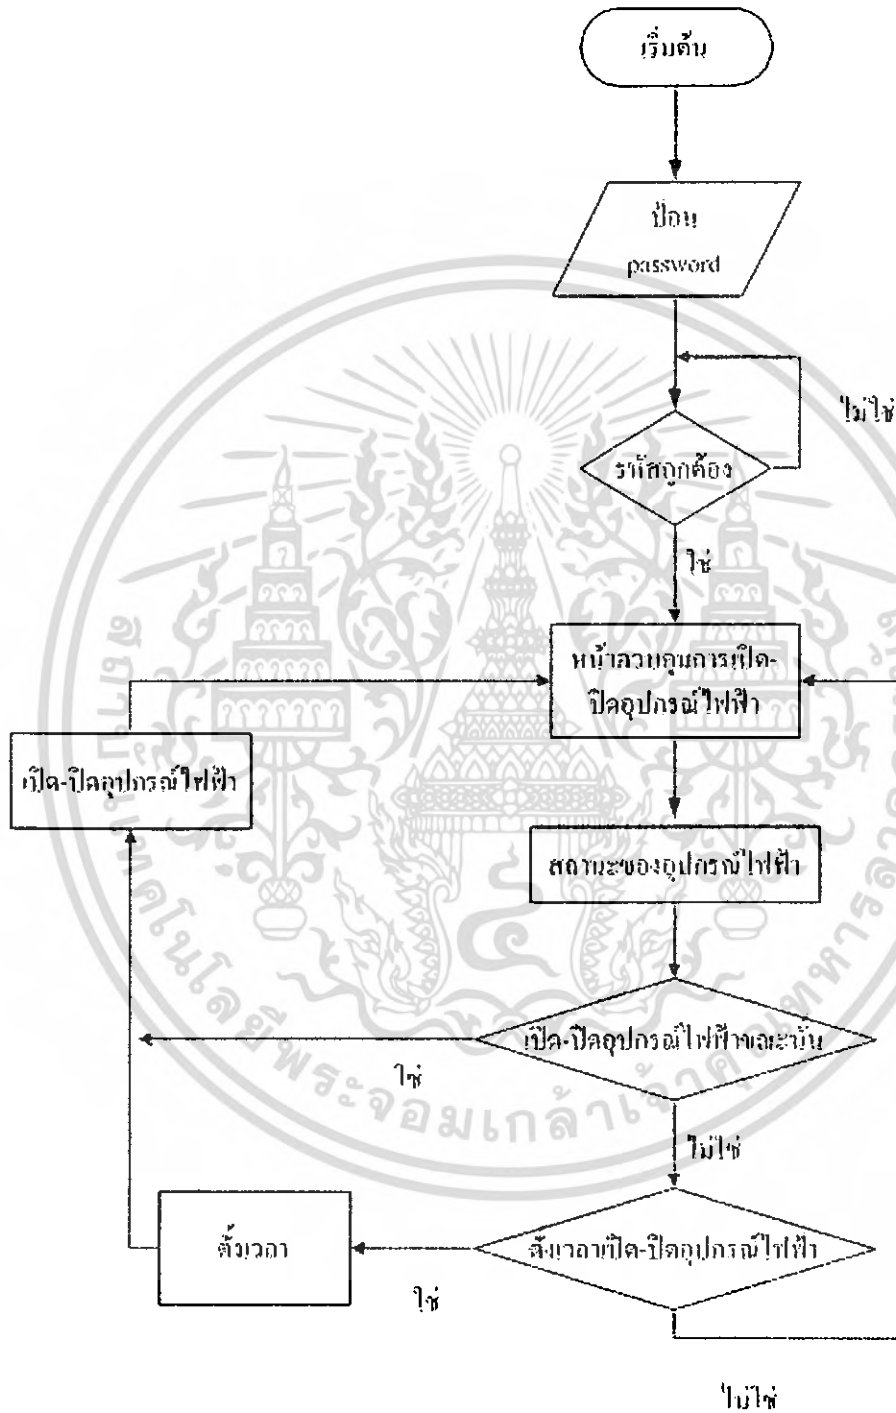 เริ่มต้น
ป้อน
password
ไม่ใช่
รหัสถูกต้อง
ใช่
หน้าควบคุมการเปิด-
ปิดอุปกรณ์ไฟฟ้า
เปิด-ปิดอุปกรณ์ไฟฟ้า
สถานะของอุปกรณ์ไฟฟ้า
เปิด-ปิดอุปกรณ์ไฟฟ้าขณะนั้น
ใช่
ไม่ใช่
ตั้งเวลา
ตั้งเวลาเปิด-ปิดอุปกรณ์ไฟฟ้า
ใช่
ไม่ใช่